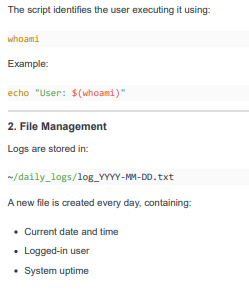 The script identifies the user executing it using:
whoami
Example:
echo "User: $(whoami)"
2. File Management
Logs are stored in:
~/daily_logs/log_YYYY-MM-DD.txt
A new file is created every day, containing:
• Current date and time
• Logged-in user
• System uptime